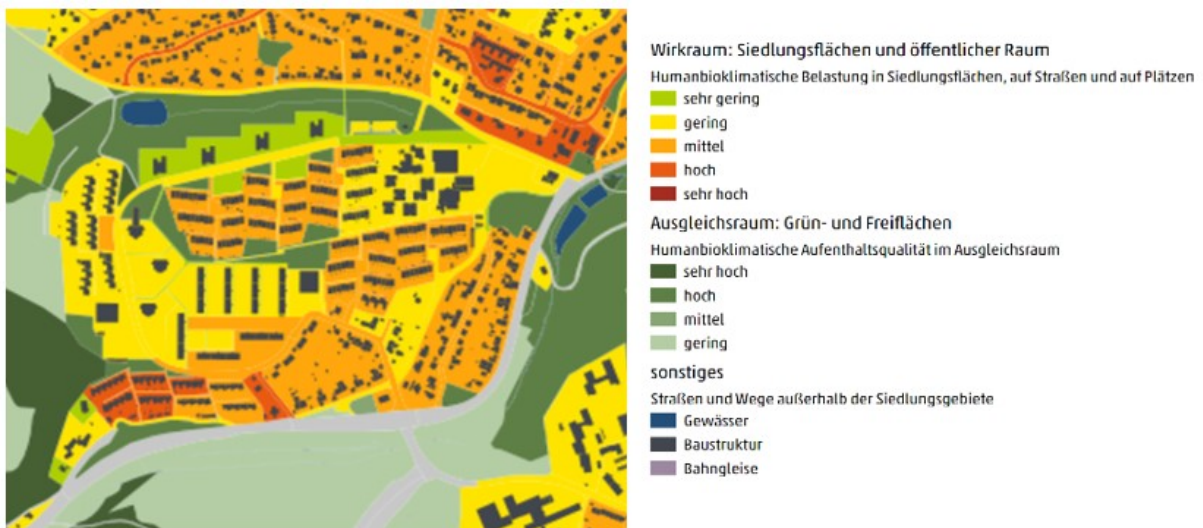 Wirkraum: Siedlungsflächen und öffentlicher Raum
Humanbioklimatische Belastung in Siedlungsflächen, auf Straßen und auf Plätzen
sehr gering
gering
mittel
hoch
sehr hoch
Ausgleichsraum: Grün- und Freiflächen
Humanbioklimatische Aufenthaltsqualität im Ausgleichsraum
sehr hoch
hoch
mittel
gering
sonstiges
Straßen und Wege außerhalb der Siedlungsgebiete
Gewässer
Baustruktur
Bahngleise